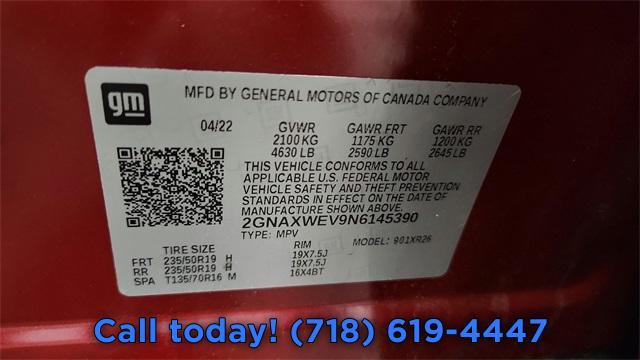 gm
MFD BY GENERAL MOTORS OF CANADA COMPANY
04/22 GVWR GAWR FRT GAWR RR
2100 KG 1175 KG 1200 KG
4630 LB 2590 LB 2645 LB
THIS VEHICLE CONFORMS TO ALL
APPLICABLE U.S. FEDERAL MOTOR
VEHICLE SAFETY AND THEFT PREVENTION
STANDARDS IN EFFECT ON THE DATE OF
MANUFACTURE SHOWN ABOVE.
2GNAXWEV9N6145390
TYPE: MPV MODEL: 901XR26
TIRE SIZE RIM
FRT 235/50R19 H 19X7.5J
RR 235/50R19 H 19X7.5J
SPA T135/70R16 M 16X4BT
Call today! (718) 619-4447